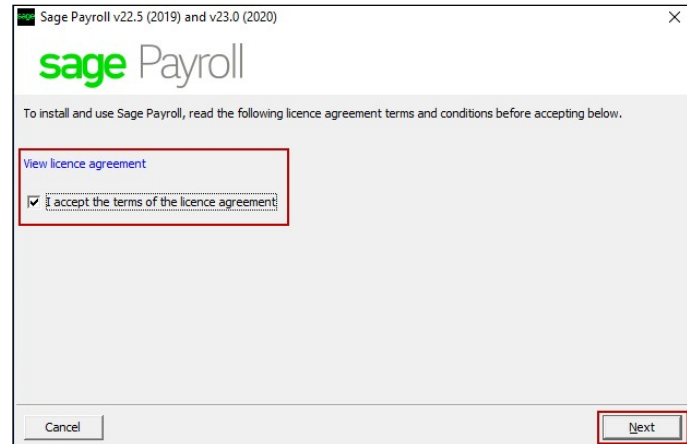 Sage Payroll v22.5 (2019) and v23.0 (2020)
sage Payroll
To install and use Sage Payroll, read the following licence agreement terms and conditions before accepting below.
View licence agreement
I accept the terms of the licence agreement
Cancel
Next